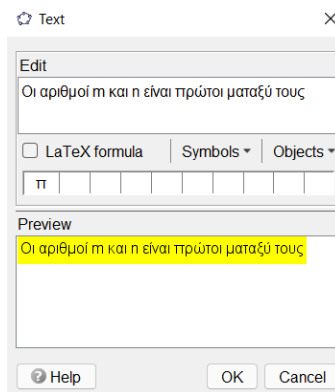 Text
Edit
Οι αριθμοί m και n είναι πρώτοι ματαξύ τους
LaTeX formula Symbols Objects
π
Preview
Οι αριθμοί m και n είναι πρώτοι ματαξύ τους
Help OK Cancel